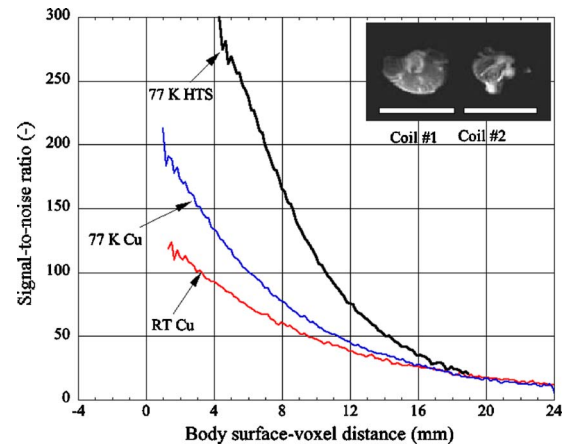 300
250
200
150
100
50
0
Signal-to-noise ratio (-)
77 K HTS
77 K Cu
RT Cu
Coil #1 Coil #2
-4 0 4 8 12 16 20 24
Body surface-voxel distance (mm)